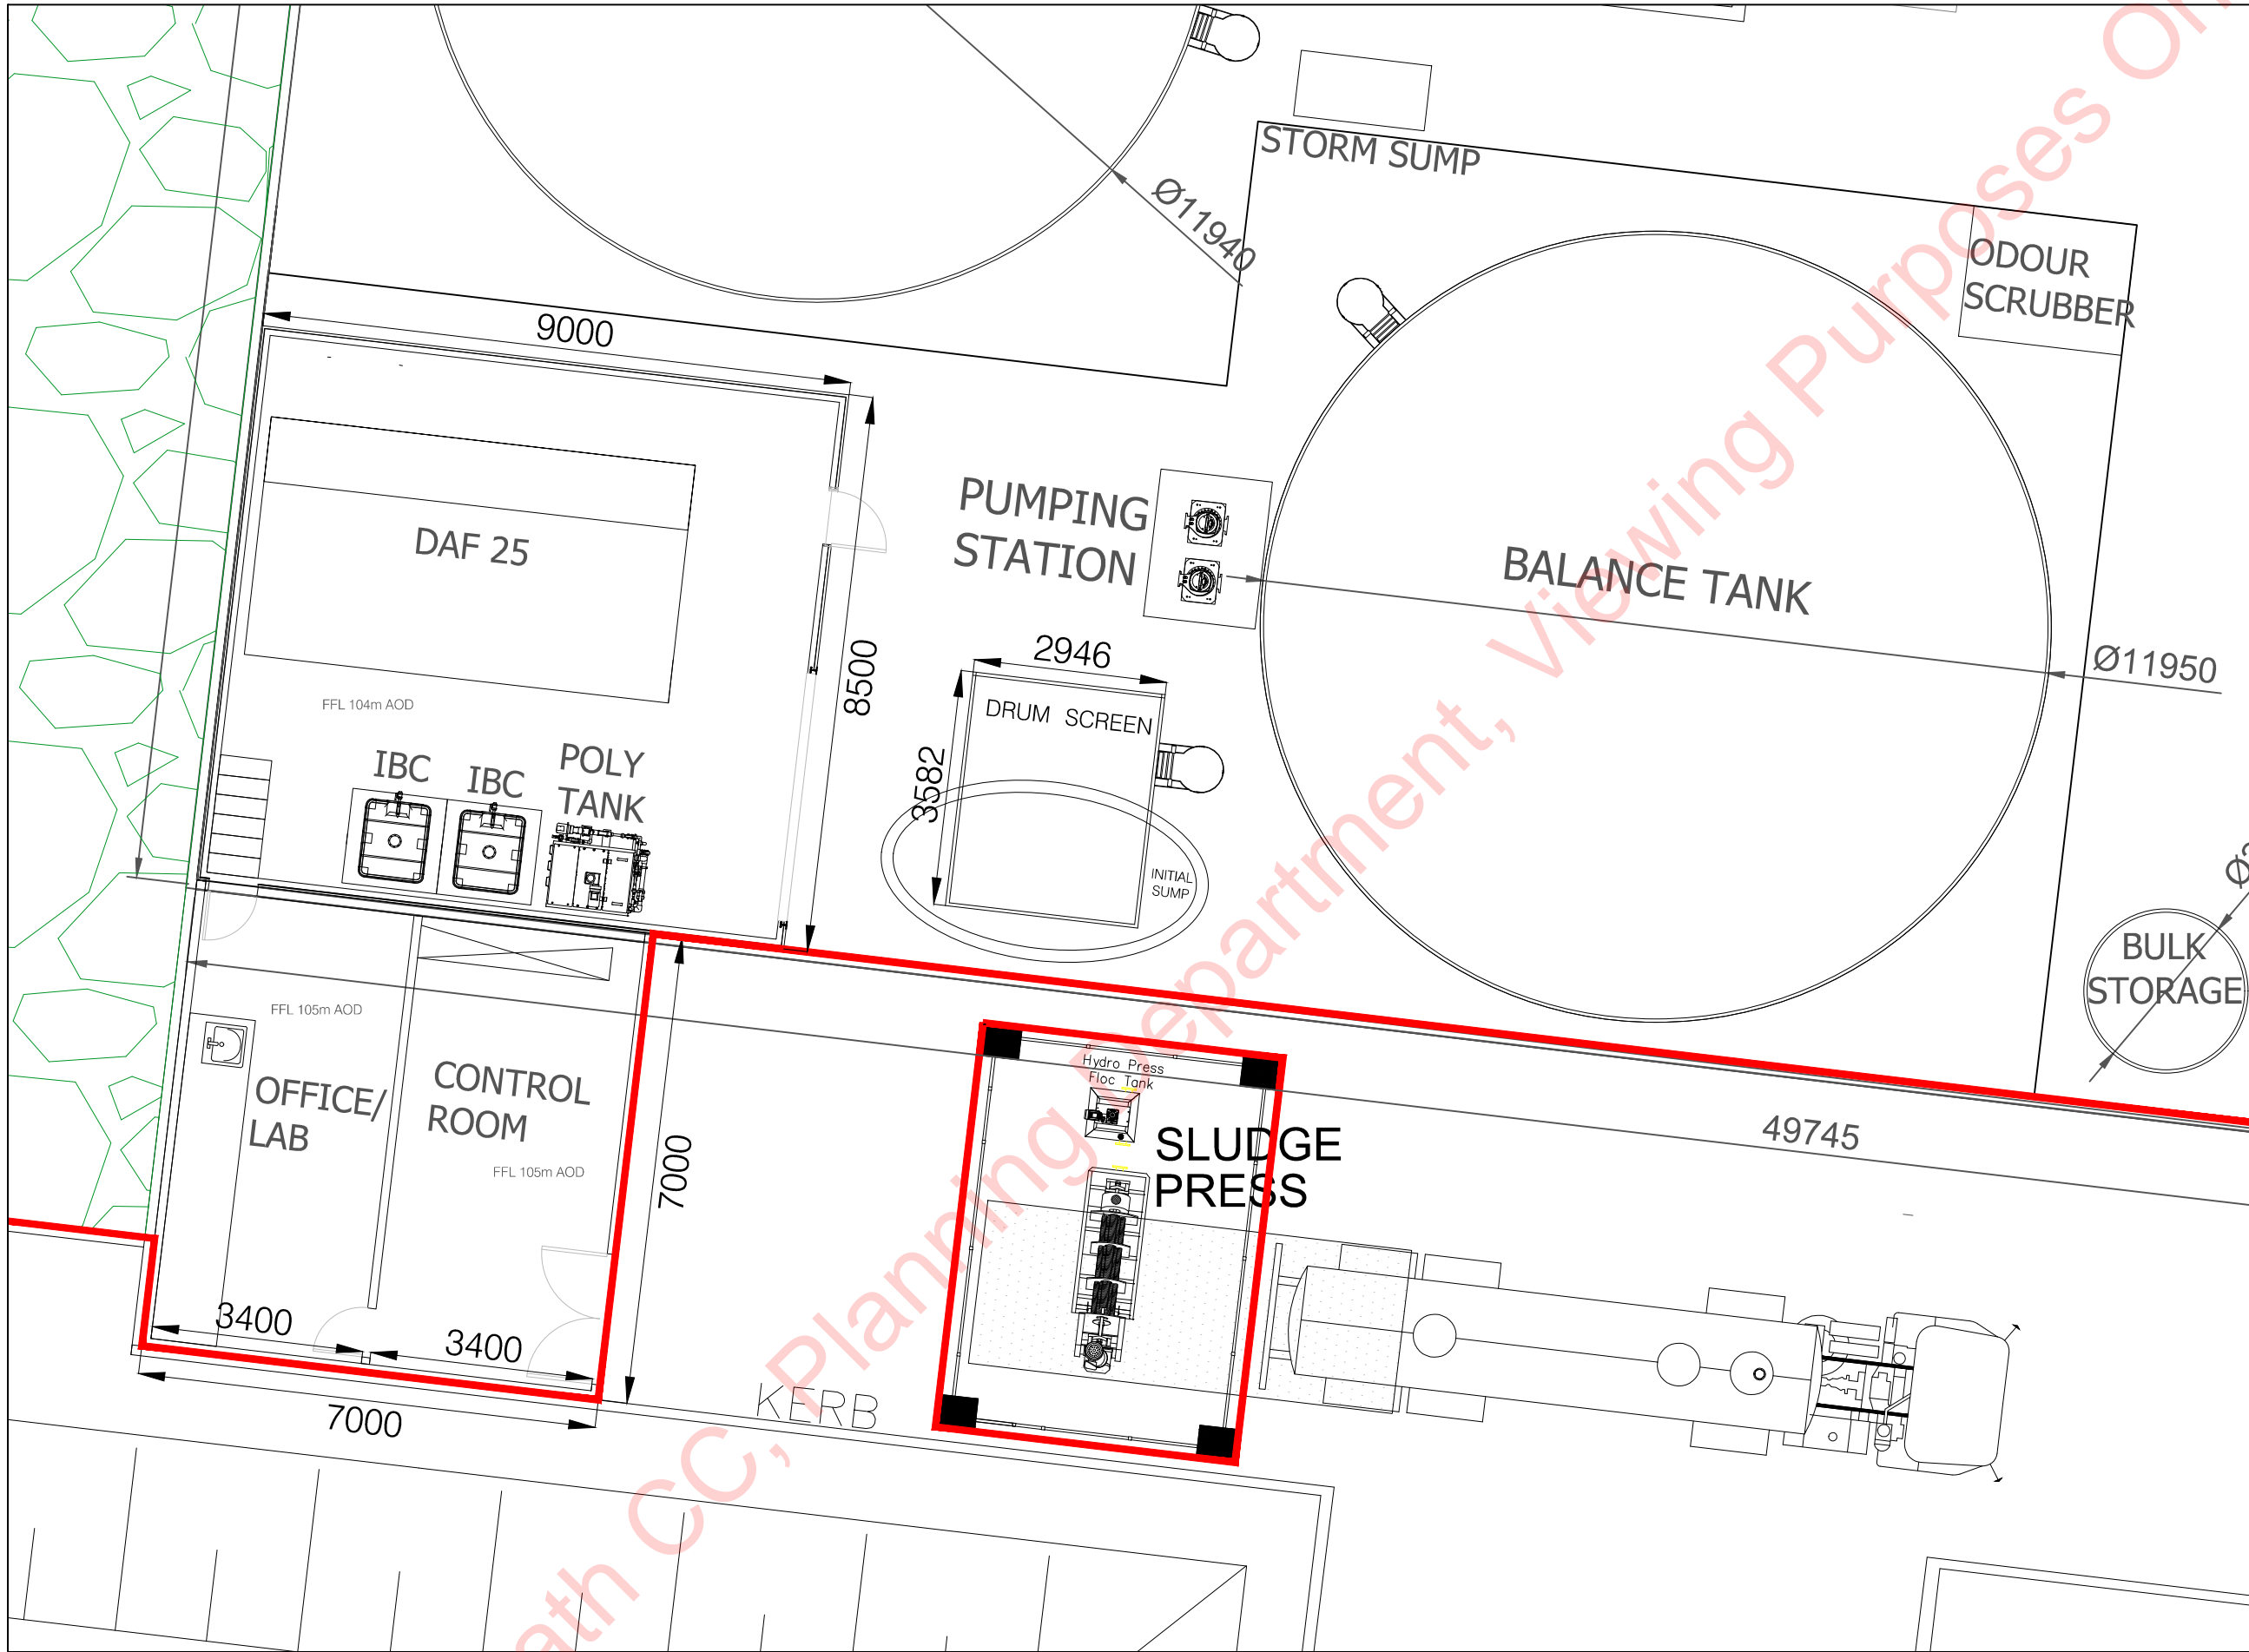 STORM SUMP
Ø11940
ODOUR
SCRUBBER
9000
DAF 25
PUMPING
STATION
BALANCE TANK
Ø11950
8500
2946
DRUM SCREEN
3582
INITIAL
SUMP
FFL 104m AOD
IBC
IBC
POLY
TANK
BULK
STORAGE
FFL 105m AOD
OFFICE/
LAB
CONTROL
ROOM
FFL 105m AOD
7000
Hydro Press
Floc Tank
SLUDGE
PRESS
49745
3400
3400
7000
KERB
ath CC, Planning Department, Viewing Purposes On